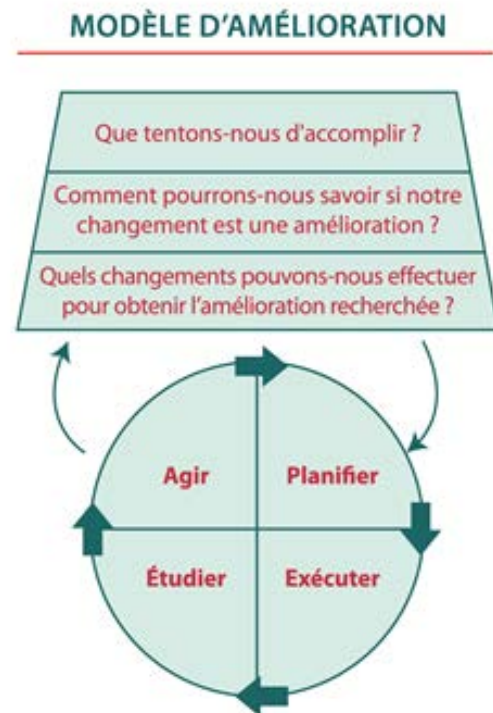 MODÈLE D'AMÉLIORATION
Que tentons-nous d'accomplir ?
Comment pourrons-nous savoir si notre
changement est une amélioration ?
Quels changements pouvons-nous effectuer
pour obtenir l'amélioration recherchée ?
Agir
Planifier
Étudier
Exécuter